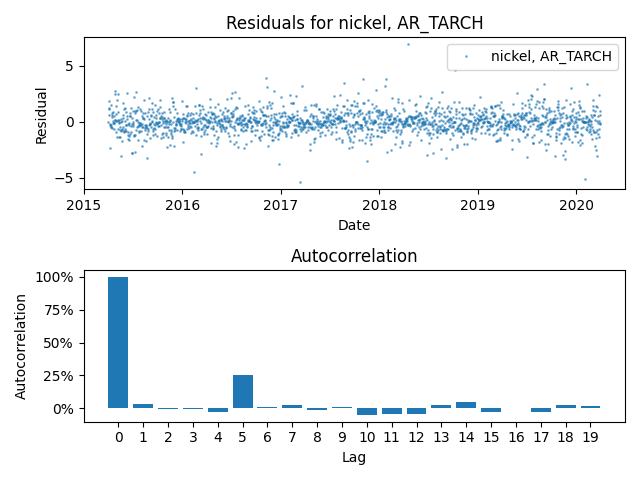 Residuals for nickel, AR_TARCH
nickel, AR_TARCH
5
0
−5
Residual
2015 2016 2017 2018 2019 2020
Date
Autocorrelation
100%
75%
50%
25%
0%
Autocorrelation
0 1 2 3 4 5 6 7 8 9 10 11 12 13 14 15 16 17 18 19
Lag